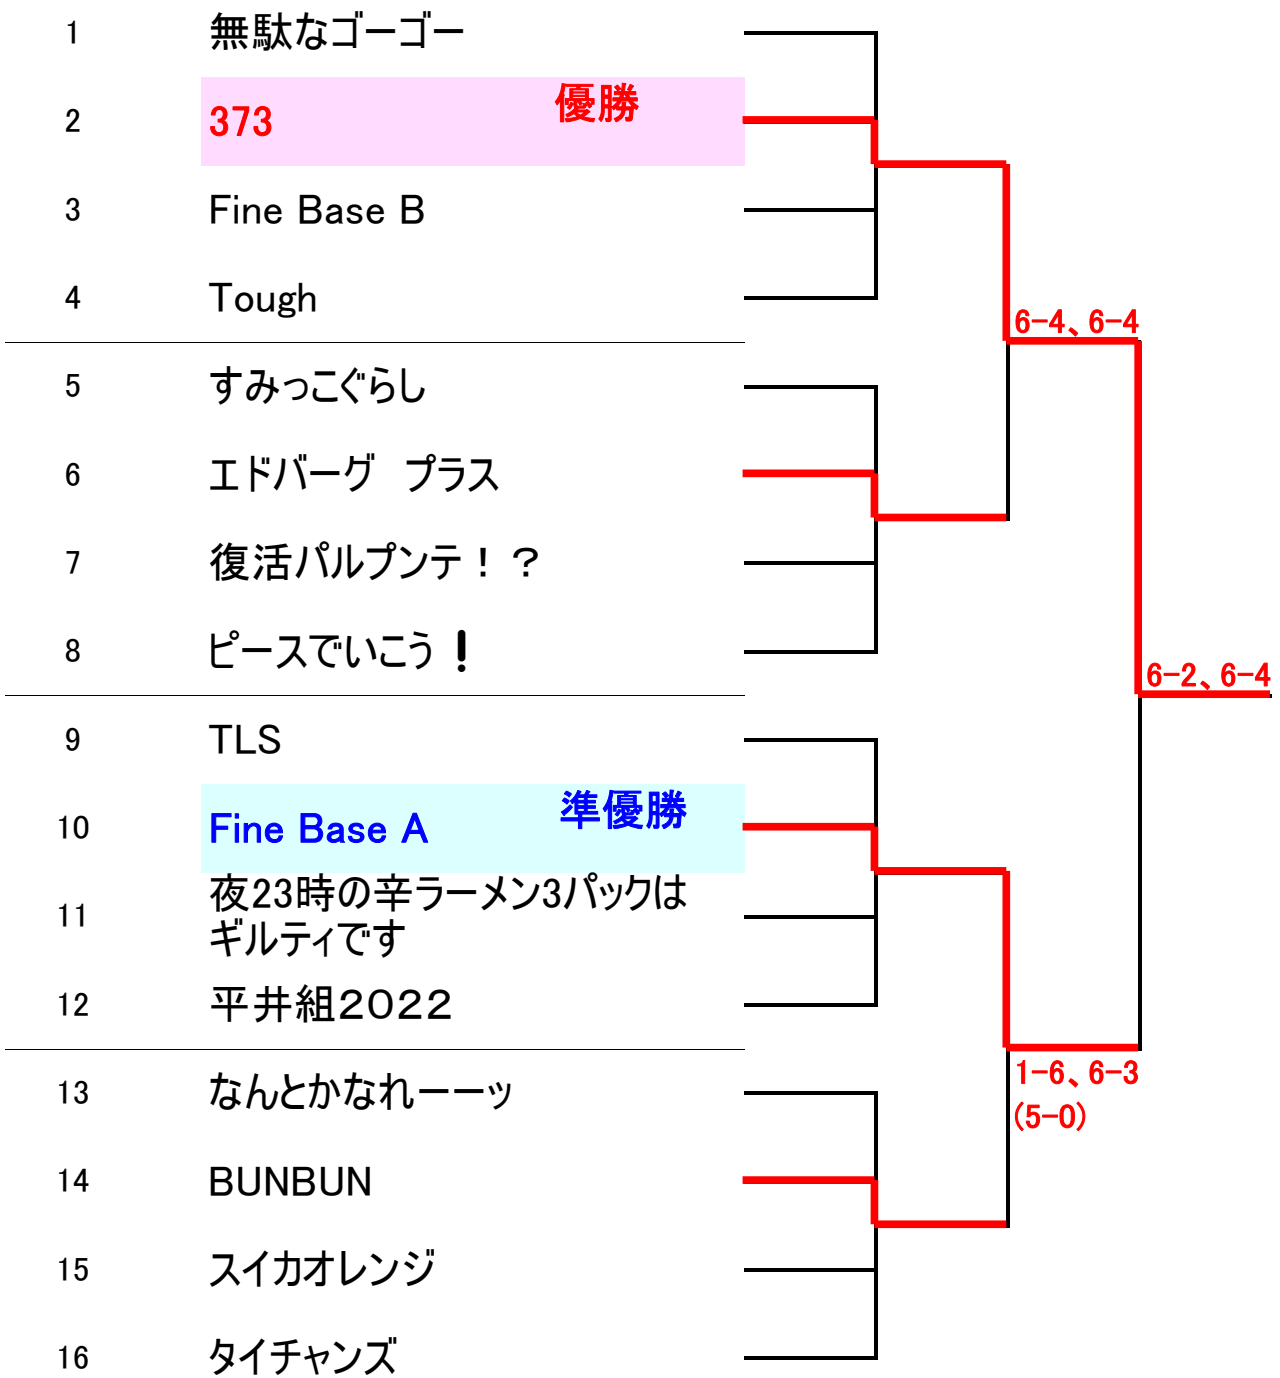 1 無駄なゴーゴー
2 373 優勝
3 Fine Base B
4 Tough
6-4、6-4
5 すみっこぐらし
6 エドバーグ　プラス
7 復活パルプンテ！？
8 ピースでいこう❗
6-2、6-4
9 TLS
10 Fine Base A 準優勝
11 夜23時の辛ラーメン3パックは
ギルティです
12 平井組２０２２
1-6、6-3
(5-0)
13 なんとかなれーーッ
14 BUNBUN
15 スイカオレンジ
16 タイチャンズ